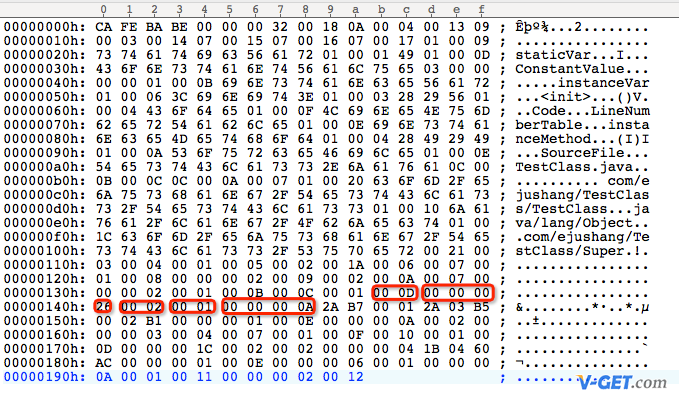 0 1 2 3 4 5 6 7 8 9 a b c d e f
00000000h: CA FE BA BE 00 00 00 32 00 18 0A 00 04 00 13 09 ; Êþº¾...2........
00000010h: 00 03 00 14 07 00 15 07 00 16 07 00 17 01 00 09 ; ................
00000020h: 73 74 61 74 69 63 56 61 72 01 00 01 49 01 00 0D ; staticVar...I...
00000030h: 43 6F 6E 73 74 61 6E 74 56 61 6C 75 65 03 00 00 ; ConstantValue...
00000040h: 00 00 01 00 0B 69 6E 73 74 61 6E 63 65 56 61 72 ; .....instanceVar
00000050h: 01 00 06 3C 69 6E 69 74 3E 01 00 03 28 29 56 01 ; ...<init>...()V.
00000060h: 00 04 43 6F 64 65 01 00 0F 4C 69 6E 65 4E 75 6D ; ..Code...LineNum
00000070h: 62 65 72 54 61 62 6C 65 01 00 0E 69 6E 73 74 61 ; berTable...insta
00000080h: 6E 63 65 4D 65 74 68 6F 64 01 00 04 28 49 29 49 ; nceMethod...(I)I
00000090h: 01 00 0A 53 6F 75 72 63 65 46 69 6C 65 01 00 0E ; ...SourceFile...
000000a0h: 54 65 73 74 43 6C 61 73 73 2E 6A 61 76 61 0C 00 ; TestClass.java..
000000b0h: 0B 00 0C 0C 00 0A 00 07 01 00 20 63 6F 6D 2F 65 ; .......... com/e
000000c0h: 6A 75 73 68 61 6E 67 2F 54 65 73 74 43 6C 61 73 ; jushang/TestClas
000000d0h: 73 2F 54 65 73 74 43 6C 61 73 73 01 00 10 6A 61 ; s/TestClass...ja
000000e0h: 76 61 2F 6C 61 6E 67 2F 4F 62 6A 65 63 74 01 00 ; va/lang/Object..
000000f0h: 1C 63 6F 6D 2F 65 6A 75 73 68 61 6E 67 2F 54 65 ; .com/ejushang/Te
00000100h: 73 74 43 6C 61 73 73 2F 53 75 70 65 72 00 21 00 ; stClass/Super.!.
00000110h: 03 00 04 00 01 00 05 00 02 00 1A 00 06 00 07 00 ; ................
00000120h: 01 00 08 00 00 00 02 00 09 00 02 00 0A 00 07 00 ; ................
00000130h: 00 00 02 00 01 00 0B 00 0C 00 01 00 0D 00 00 00 ; ................
00000140h: 26 00 02 00 01 00 00 00 0A 2A B7 00 01 2A 03 B5 ; &........*·..*.µ
00000150h: 00 02 B1 00 00 00 01 00 0E 00 00 00 0A 00 02 00 ; ..±.............
00000160h: 00 00 03 00 04 00 07 00 01 00 0F 00 10 00 01 00 ; ................
00000170h: 0D 00 00 00 1C 00 02 00 02 00 00 00 04 1B 04 60 ; ...............`
00000180h: AC 00 00 00 01 00 0E 00 00 00 06 00 01 00 00 00 ; ¬...............
00000190h: 0A 00 01 00 11 00 00 00 02 00 12 ; ...........
V-GET.com